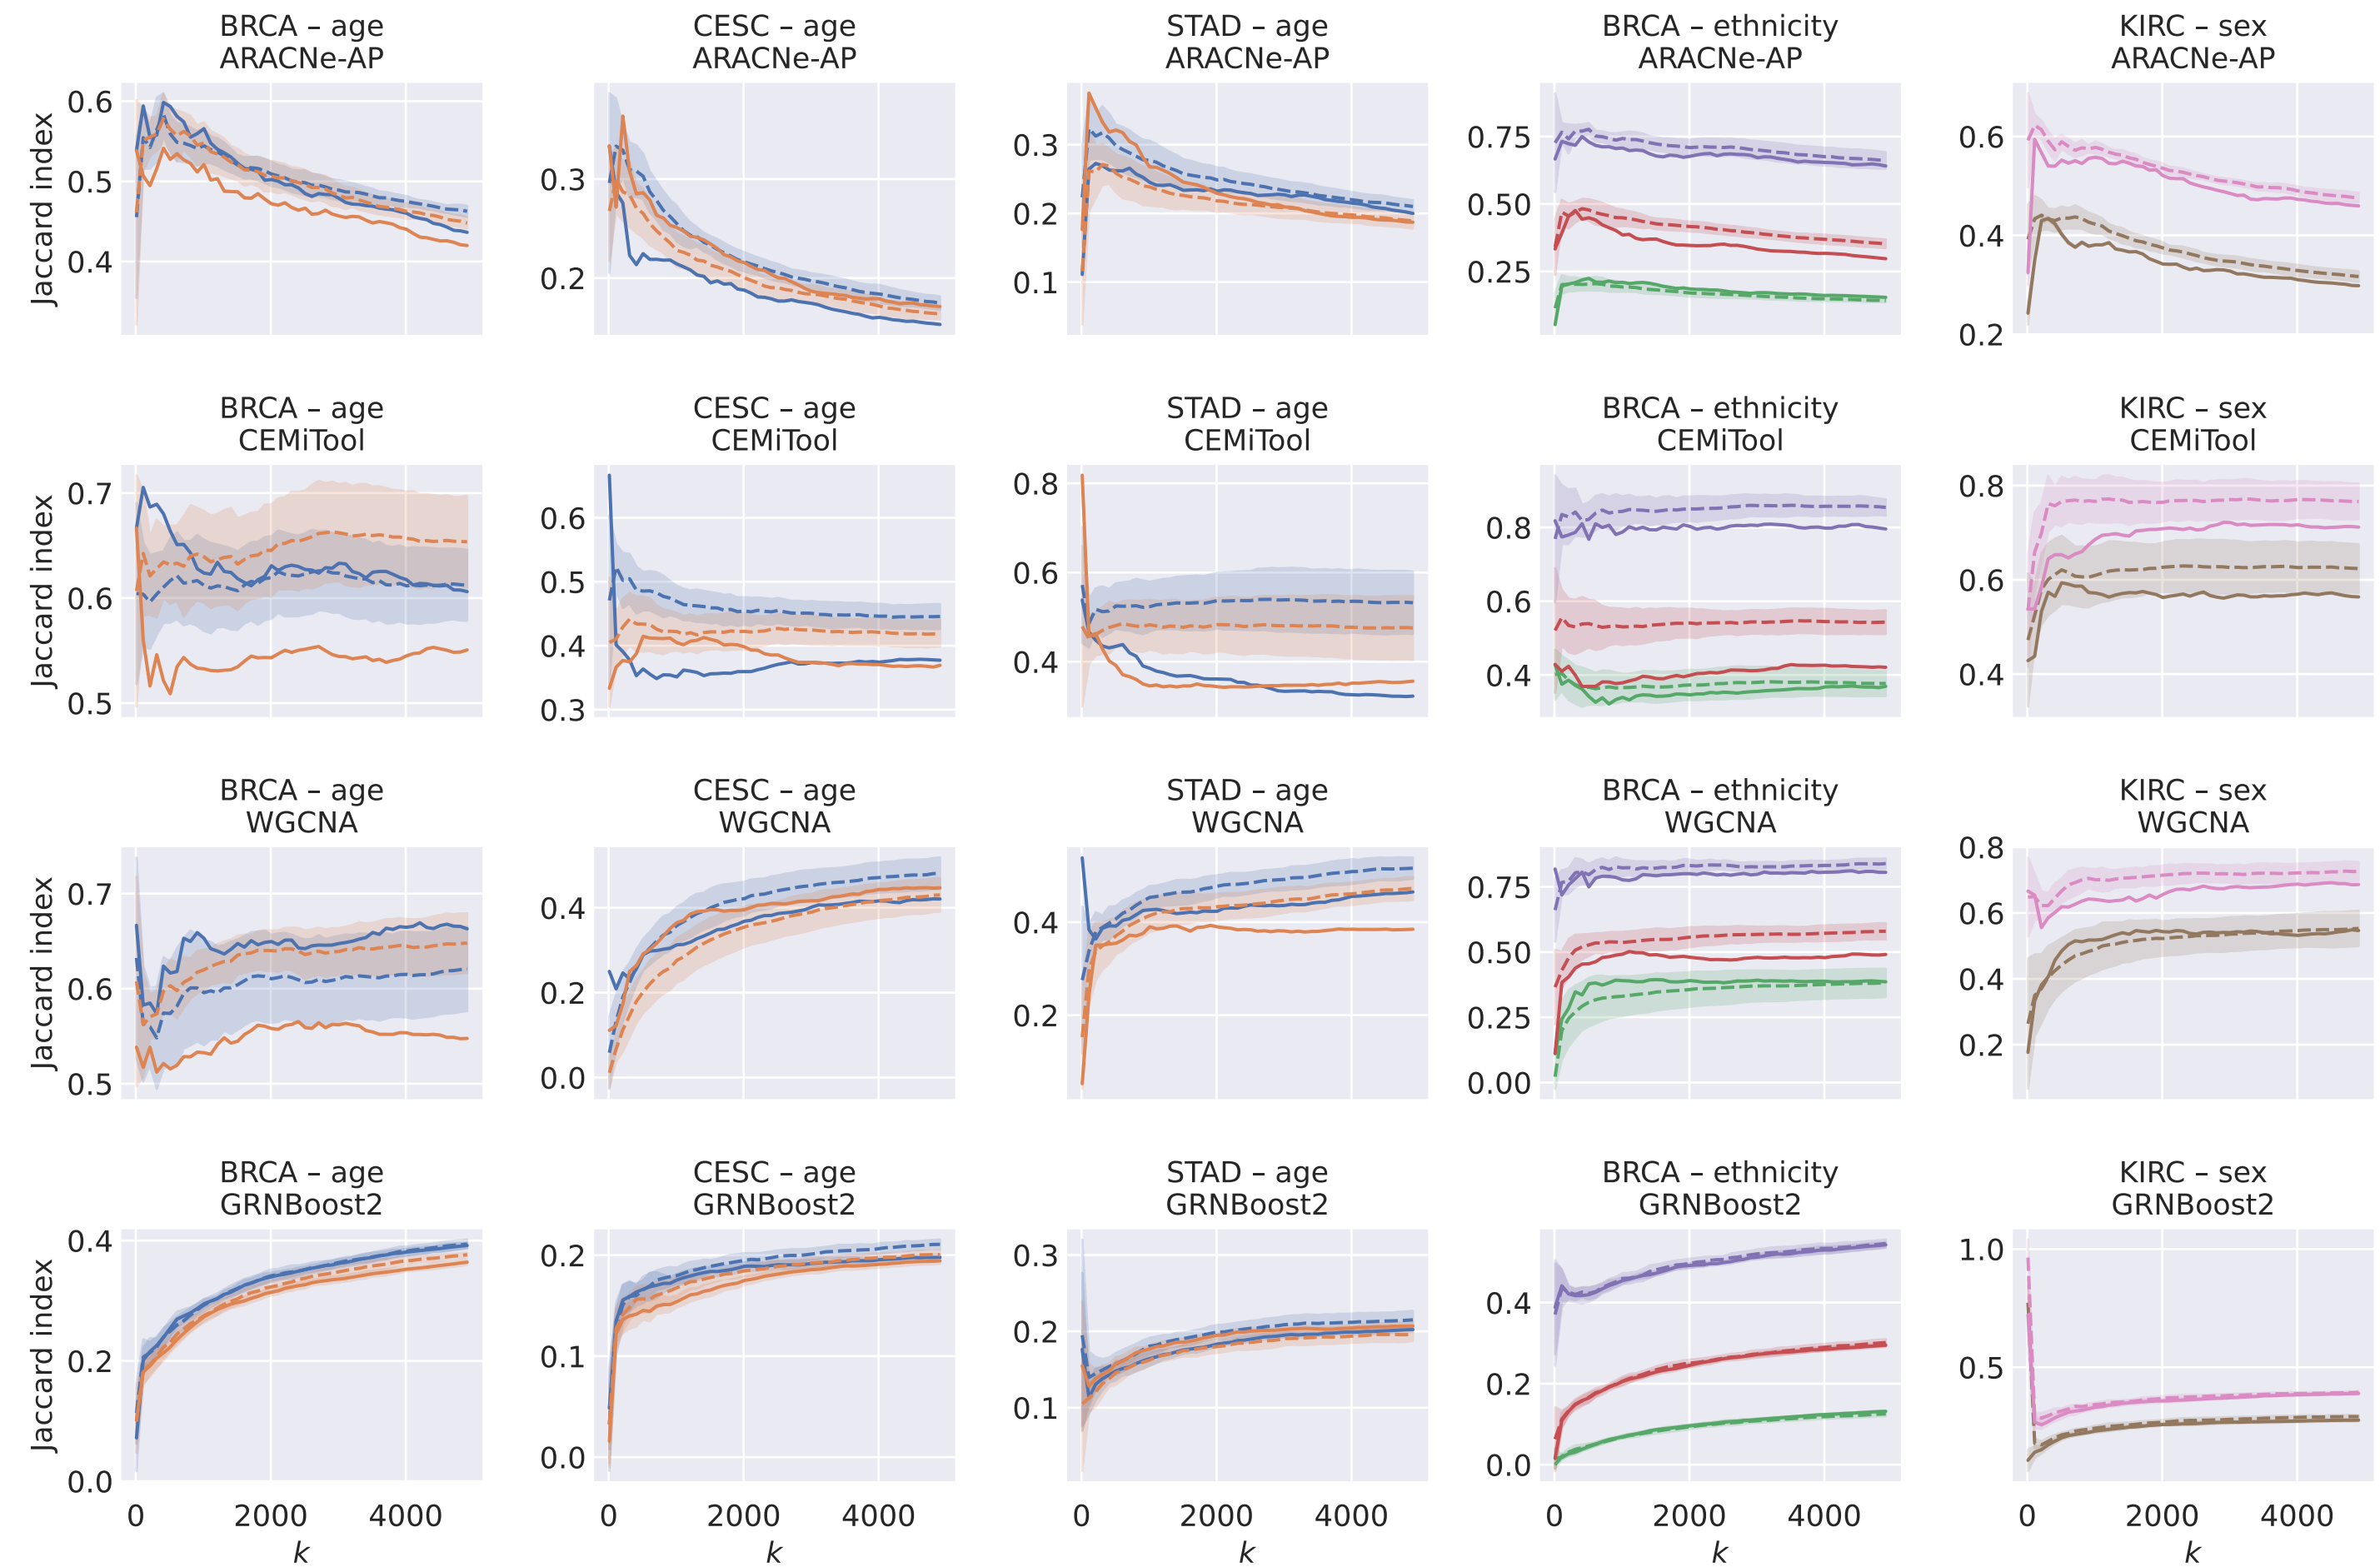 BRCA – age
ARACNe-AP
CESC – age
ARACNe-AP
STAD – age
ARACNe-AP
BRCA – ethnicity
ARACNe-AP
KIRC – sex
ARACNe-AP
Jaccard index
0.6
0.5
0.4
0.3
0.2
0.3
0.2
0.1
0.75
0.50
0.25
0.6
0.4
0.2
BRCA – age
CEMiTool
CESC – age
CEMiTool
STAD – age
CEMiTool
BRCA – ethnicity
CEMiTool
KIRC – sex
CEMiTool
Jaccard index
0.7
0.6
0.5
0.6
0.5
0.4
0.3
0.8
0.6
0.4
0.8
0.6
0.4
0.8
0.6
0.4
BRCA – age
WGCNA
CESC – age
WGCNA
STAD – age
WGCNA
BRCA – ethnicity
WGCNA
KIRC – sex
WGCNA
Jaccard index
0.7
0.6
0.5
0.4
0.2
0.0
0.4
0.2
0.75
0.50
0.25
0.00
0.8
0.6
0.4
0.2
BRCA – age
GRNBoost2
CESC – age
GRNBoost2
STAD – age
GRNBoost2
BRCA – ethnicity
GRNBoost2
KIRC – sex
GRNBoost2
Jaccard index
0.4
0.2
0.0
0.2
0.1
0.0
0.3
0.2
0.1
0.4
0.2
0.0
1.0
0.5
0 2000 4000
0 2000 4000
0 2000 4000
0 2000 4000
0 2000 4000
k
k
k
k
k